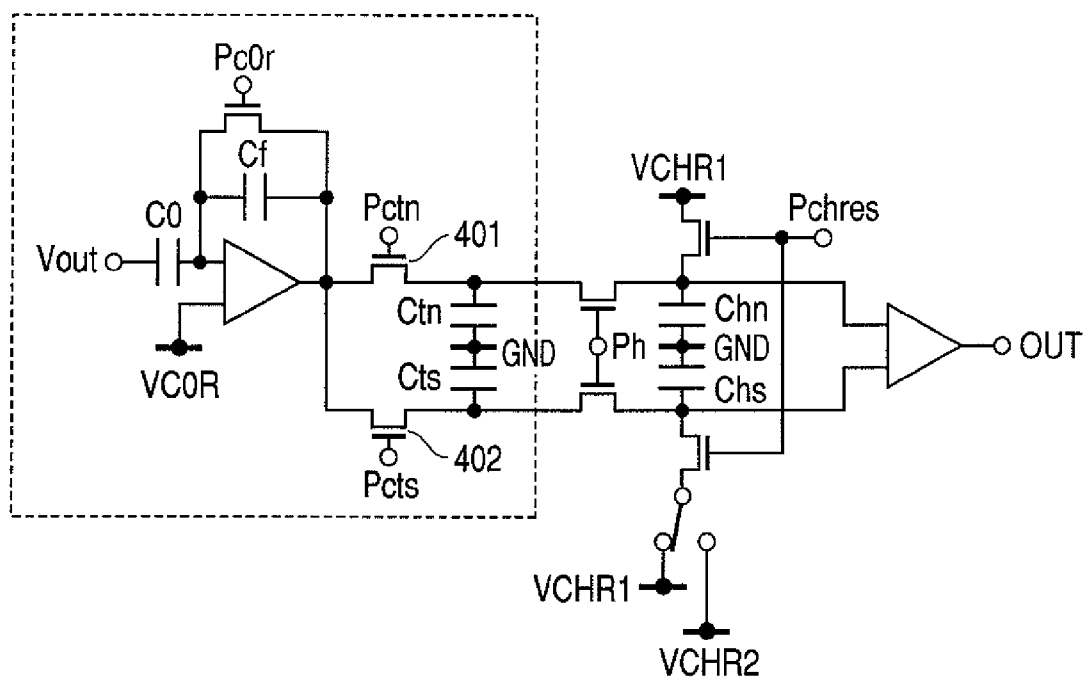 Pc0r
Cf
C0
Vout
VC0R
Pctn
401
Ctn
GND
Cts
402
Pcts
Ph
VCHR1
Pchres
Chn
GND
Chs
OUT
VCHR1
VCHR2